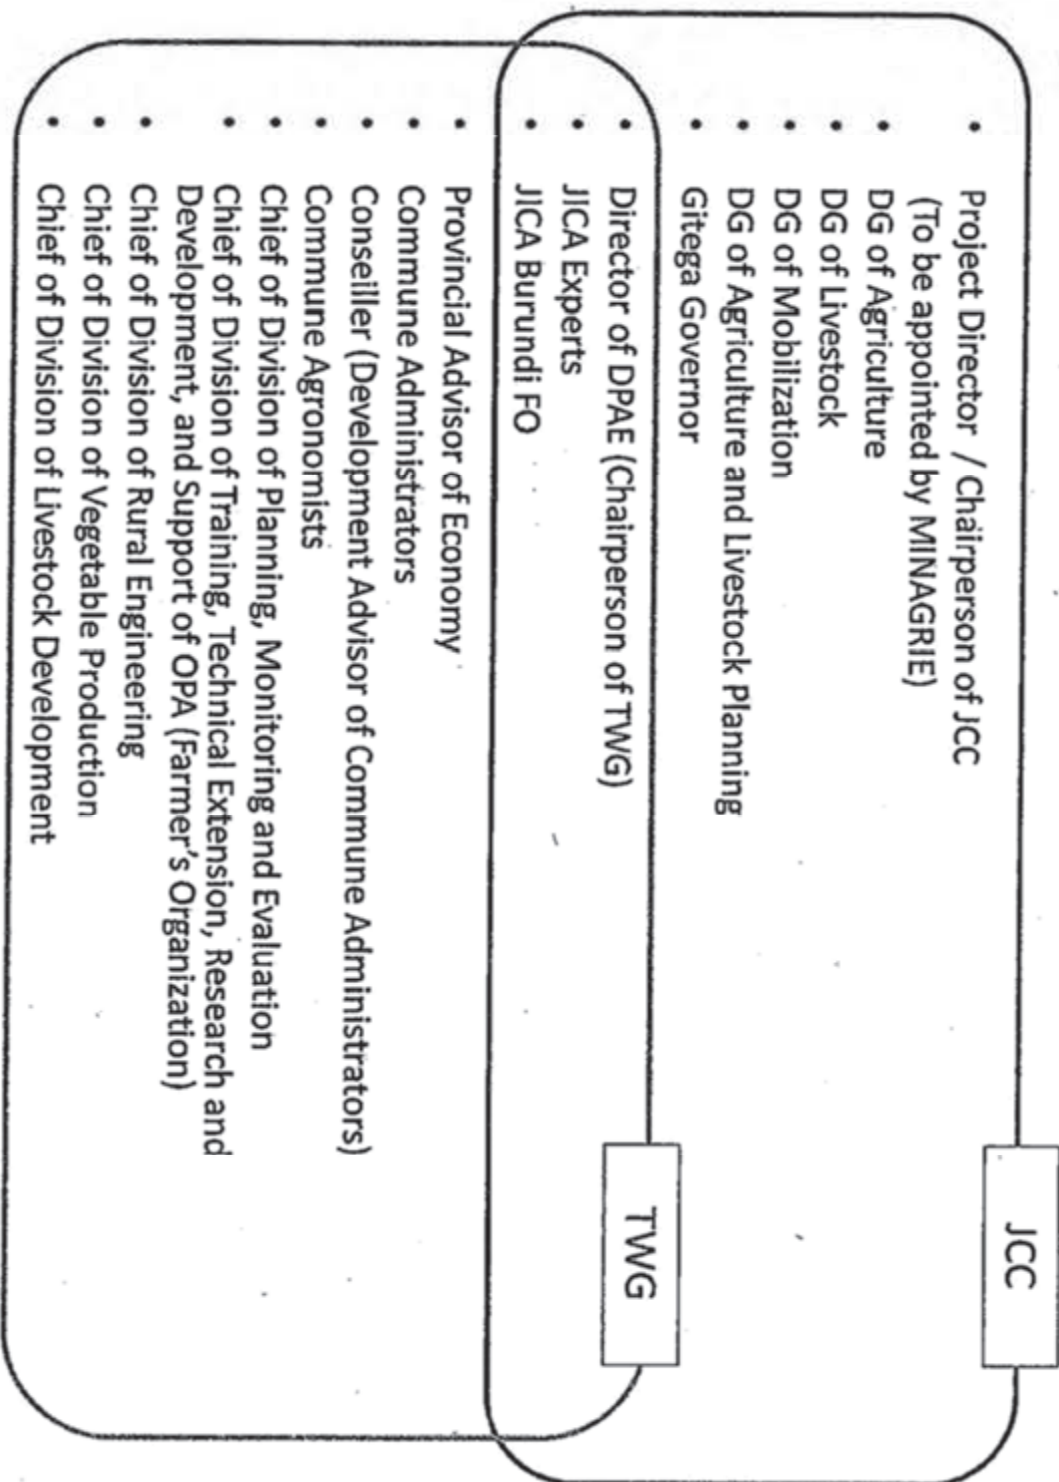 JCC
Project Director / Chairperson of JCC
(To be appointed by MINAGRIE)
DG of Agriculture
DG of Livestock
DG of Mobilization
DG of Agriculture and Livestock Planning
Gitega Governor
TWG
Director of DPAE (Chairperson of TWG)
JICA Experts
JICA Burundi FO
Provincial Advisor of Economy
Commune Administrators
Conseiller (Development Advisor of Commune Administrators)
Commune Agronomists
Chief of Division of Planning, Monitoring and Evaluation
Chief of Division of Training, Technical Extension, Research and
Development, and Support of OPA (Farmer's Organization)
Chief of Division of Rural Engineering
Chief of Division of Vegetable Production
Chief of Division of Livestock Development